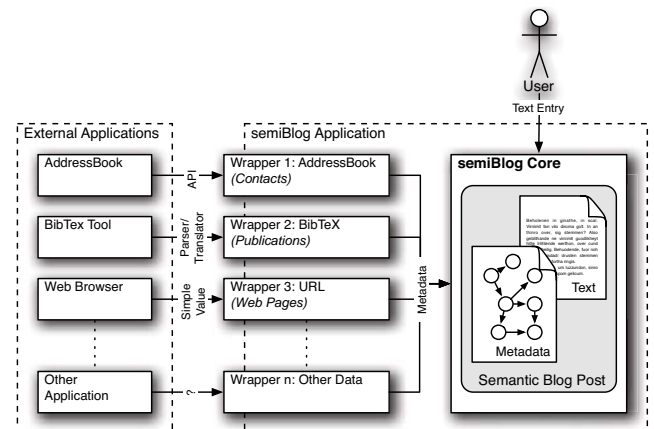 User
Text Entry
External Applications
semiBlog Application
AddressBook
API
Wrapper 1: AddressBook
(Contacts)
BibTex Tool
Parser/
Translator
Wrapper 2: BibTeX
(Publications)
Web Browser
Simple
Value
Wrapper 3: URL
(Web Pages)
Other
Application
?
Wrapper n: Other Data
Metadata
semiBlog Core
Text
Metadata
Semantic Blog Post